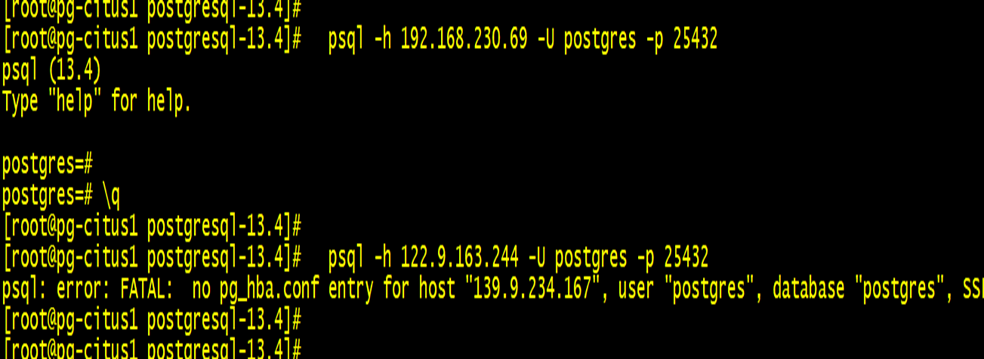 [root@pg-citus1 postgresql-13.4]#
[root@pg-citus1 postgresql-13.4]#   psql -h 192.168.230.69 -U postgres -p 25432
psql (13.4)
Type "help" for help.
postgres=#
postgres=# \q
[root@pg-citus1 postgresql-13.4]#
[root@pg-citus1 postgresql-13.4]#   psql -h 122.9.163.244 -U postgres -p 25432
psql: error: FATAL:  no pg_hba.conf entry for host "139.9.234.167", user "postgres", database "postgres",
[root@pg-citus1 postgresql-13.4]#
[root@pg-citus1 postgresql-13.4]#